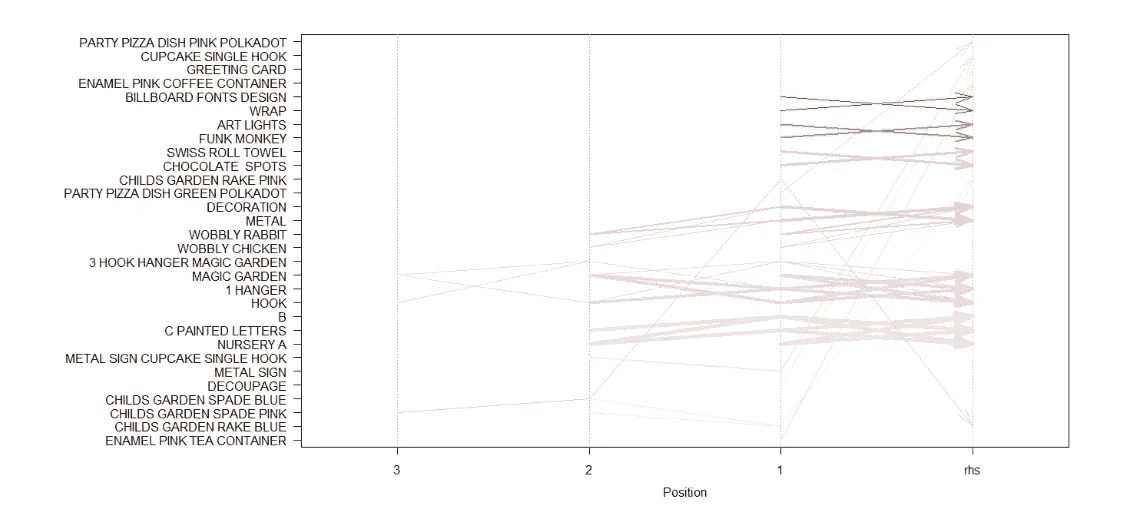 PARTY PIZZA DISH PINK POLKADOT
CUPCAKE SINGLE HOOK
GREETING CARD
ENAMEL PINK COFFEE CONTAINER
BILLBOARD FONTS DESIGN
WRAP
ART LIGHTS
FUNK MONKEY
SWISS ROLL TOWEL
CHOCOLATE  SPOTS
CHILDS GARDEN RAKE PINK
PARTY PIZZA DISH GREEN POLKADOT
DECORATION
METAL
WOBBLY RABBIT
WOBBLY CHICKEN
3 HOOK HANGER MAGIC GARDEN
MAGIC GARDEN
1 HANGER
HOOK
B
C PAINTED LETTERS
NURSERY A
METAL SIGN CUPCAKE SINGLE HOOK
METAL SIGN
DECOUPAGE
CHILDS GARDEN SPADE BLUE
CHILDS GARDEN SPADE PINK
CHILDS GARDEN RAKE BLUE
ENAMEL PINK TEA CONTAINER
3 2 1 rhs
Position